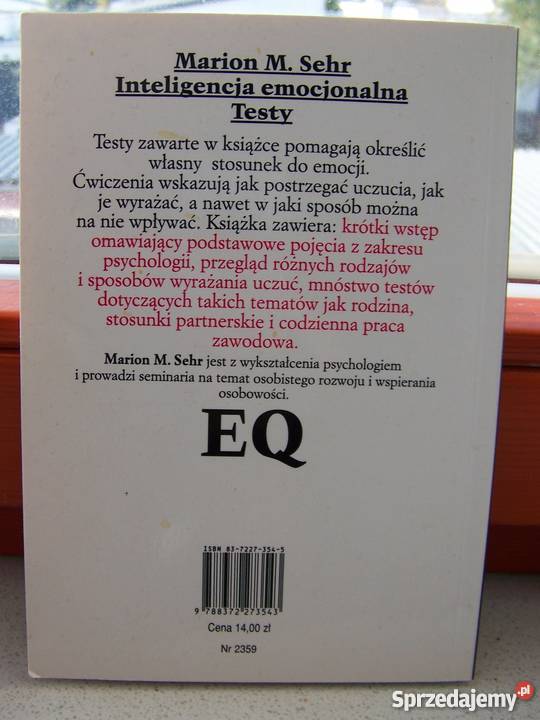 Marion M. Sehr
Inteligencja emocjonalna
Testy
Testy zawarte w książce pomagają określić
własny stosunek do emocji.
Ćwiczenia wskazują jak postrzegać uczucia, jak
je wyrażać, a nawet w jaki sposób można
na nie wpływać. Książka zawiera: krótki wstęp
omawiający podstawowe pojęcia z zakresu
psychologii, przegląd różnych rodzajów
i sposobów wyrażania uczuć, mnóstwo testów
dotyczących takich tematów jak rodzina,
stosunki partnerskie i codzienna praca
zawodowa.
Marion M. Sehr jest z wykształcenia psychologiem
i prowadzi seminaria na temat osobistego rozwoju i wspierania
osobowości.
EQ
ISBN 83-7227-354-5
9 788372 273543
Cena 14,00 zł
Nr 2359
Sprzedajemy.pl